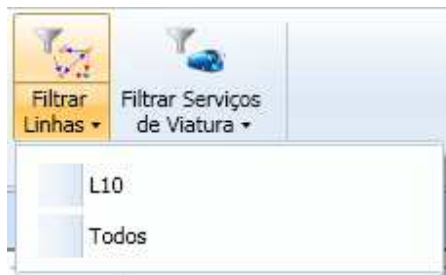 Filtrar
Linhas
Filtrar Serviços
de Viatura
L10
Todos